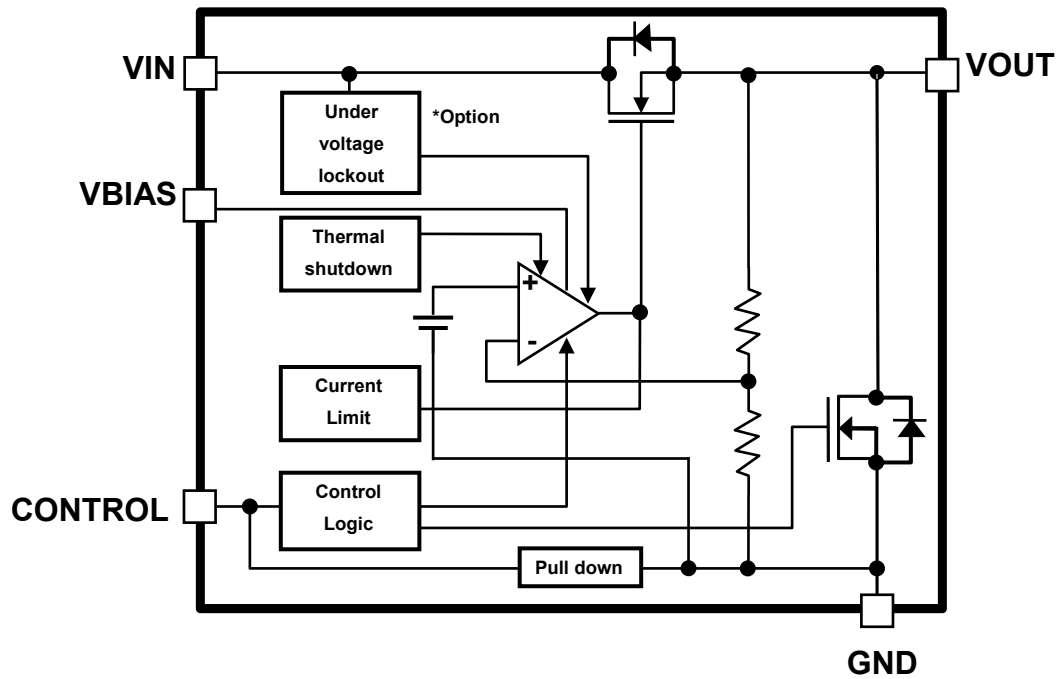 VIN
VOUT
Under
voltage
lockout
*Option
VBIAS
Thermal
shutdown
+
-
Current
Limit
CONTROL
Control
Logic
Pull down
GND